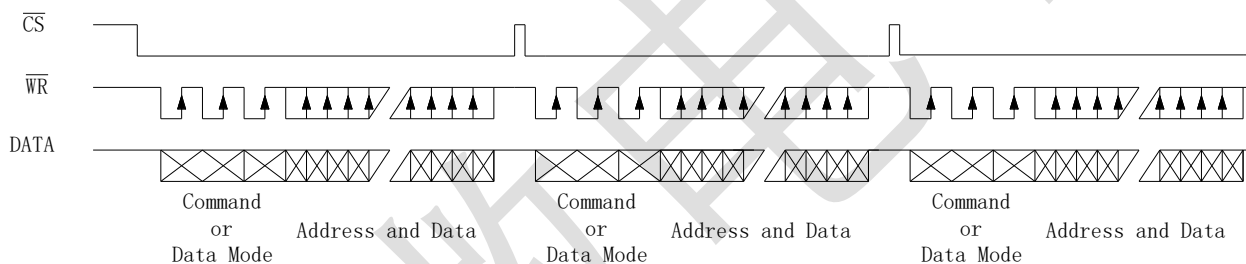 CS
WR
DATA
Command
or
Data Mode
Address and Data
Command
or
Data Mode
Address and Data
Command
or
Data Mode
Address and Data